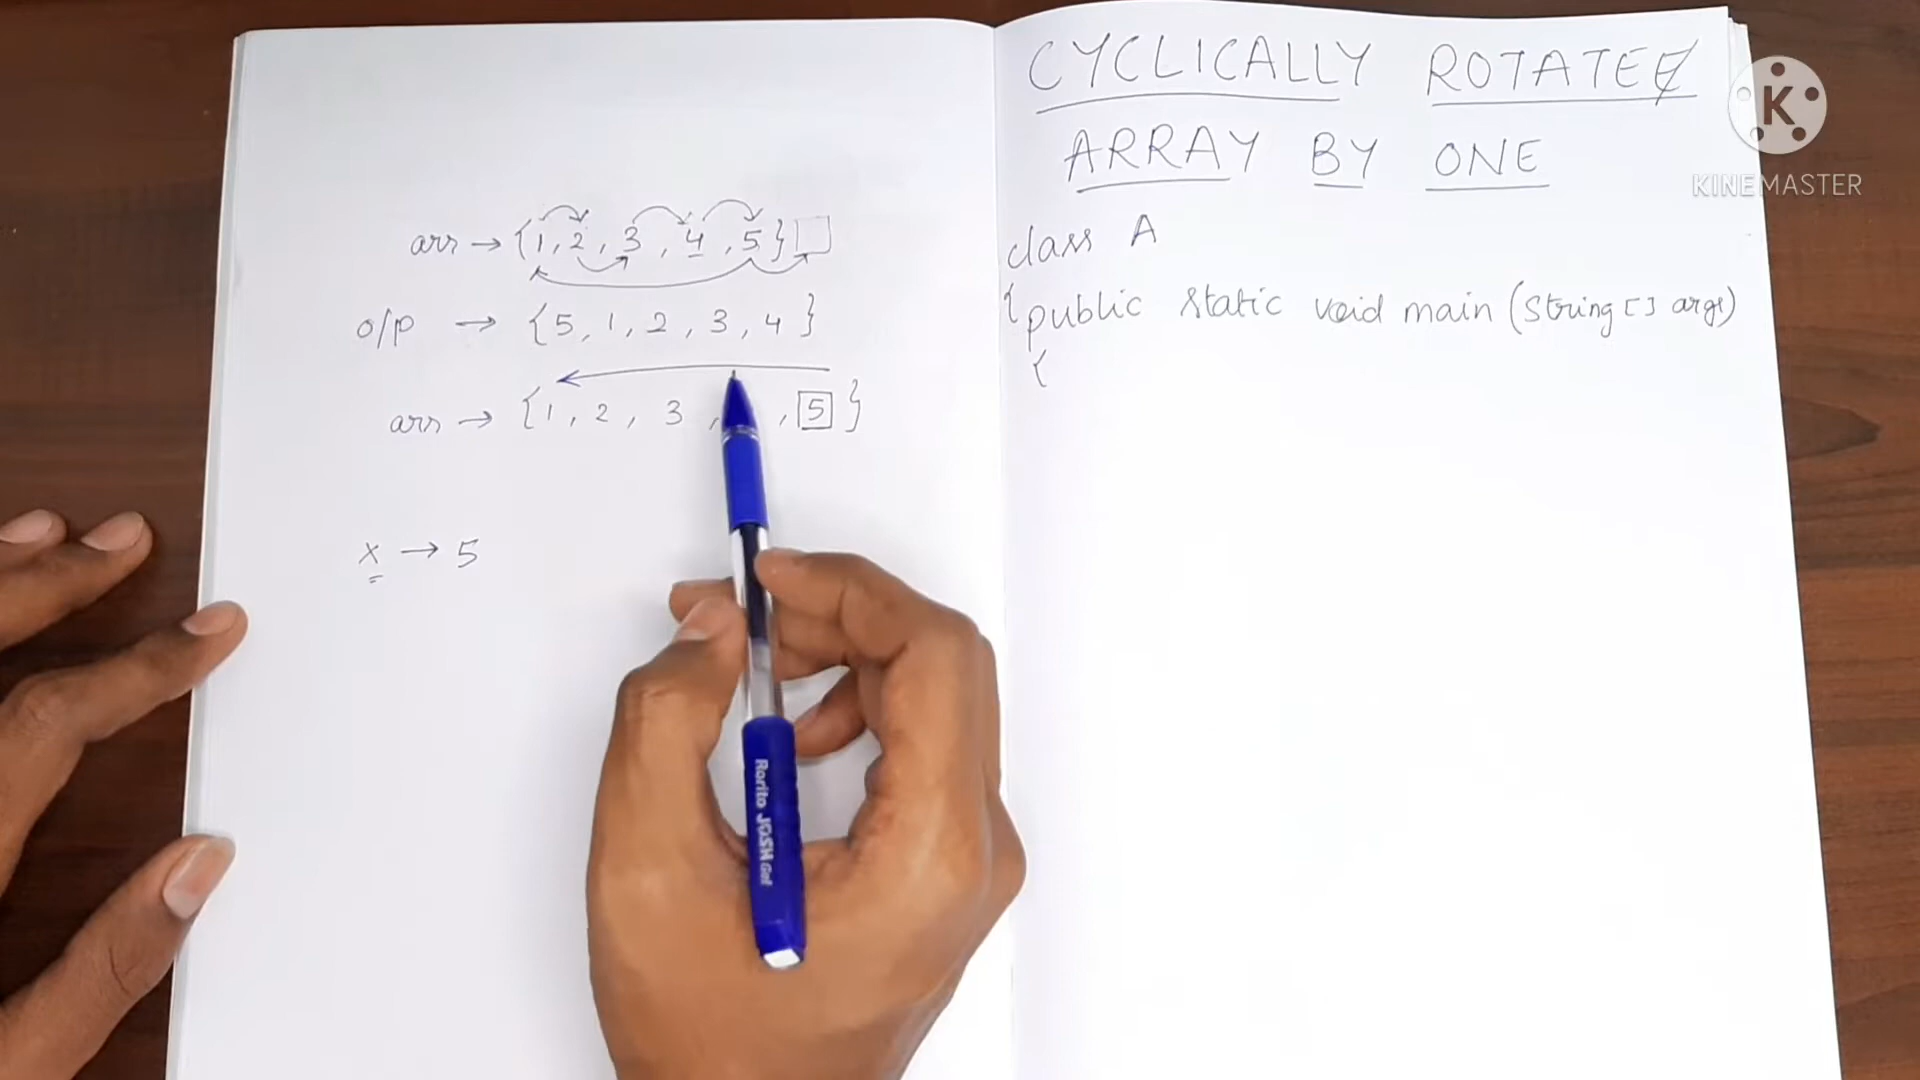 arr → {1, 2, 3, 4, 5}
o/p → {5, 1, 2, 3, 4}
arr → {1, 2, 3, , 5}
x → 5
CYCLICALLY ROTATE
ARRAY BY ONE
class A
{ public static void main (String [] args)
{
K
KINEMASTER
Rorito JOSH Gel